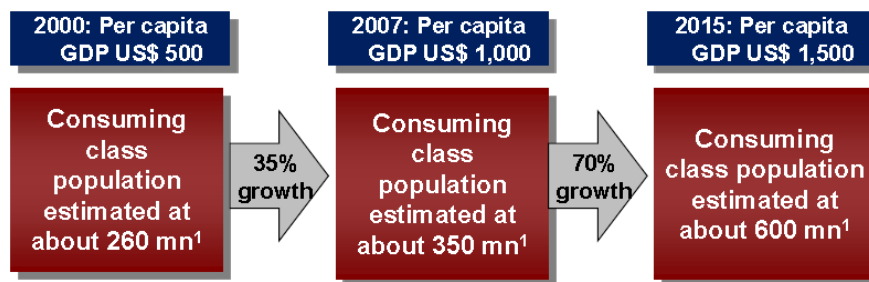 2000: Per capita
GDP US$ 500
2007: Per capita
GDP US$ 1,000
2015: Per capita
GDP US$ 1,500
Consuming
class
population
estimated at
about 260 mn¹
35%
growth
Consuming
class
population
estimated at
about 350 mn¹
70%
growth
Consuming
class population
estimated at
about 600 mn¹